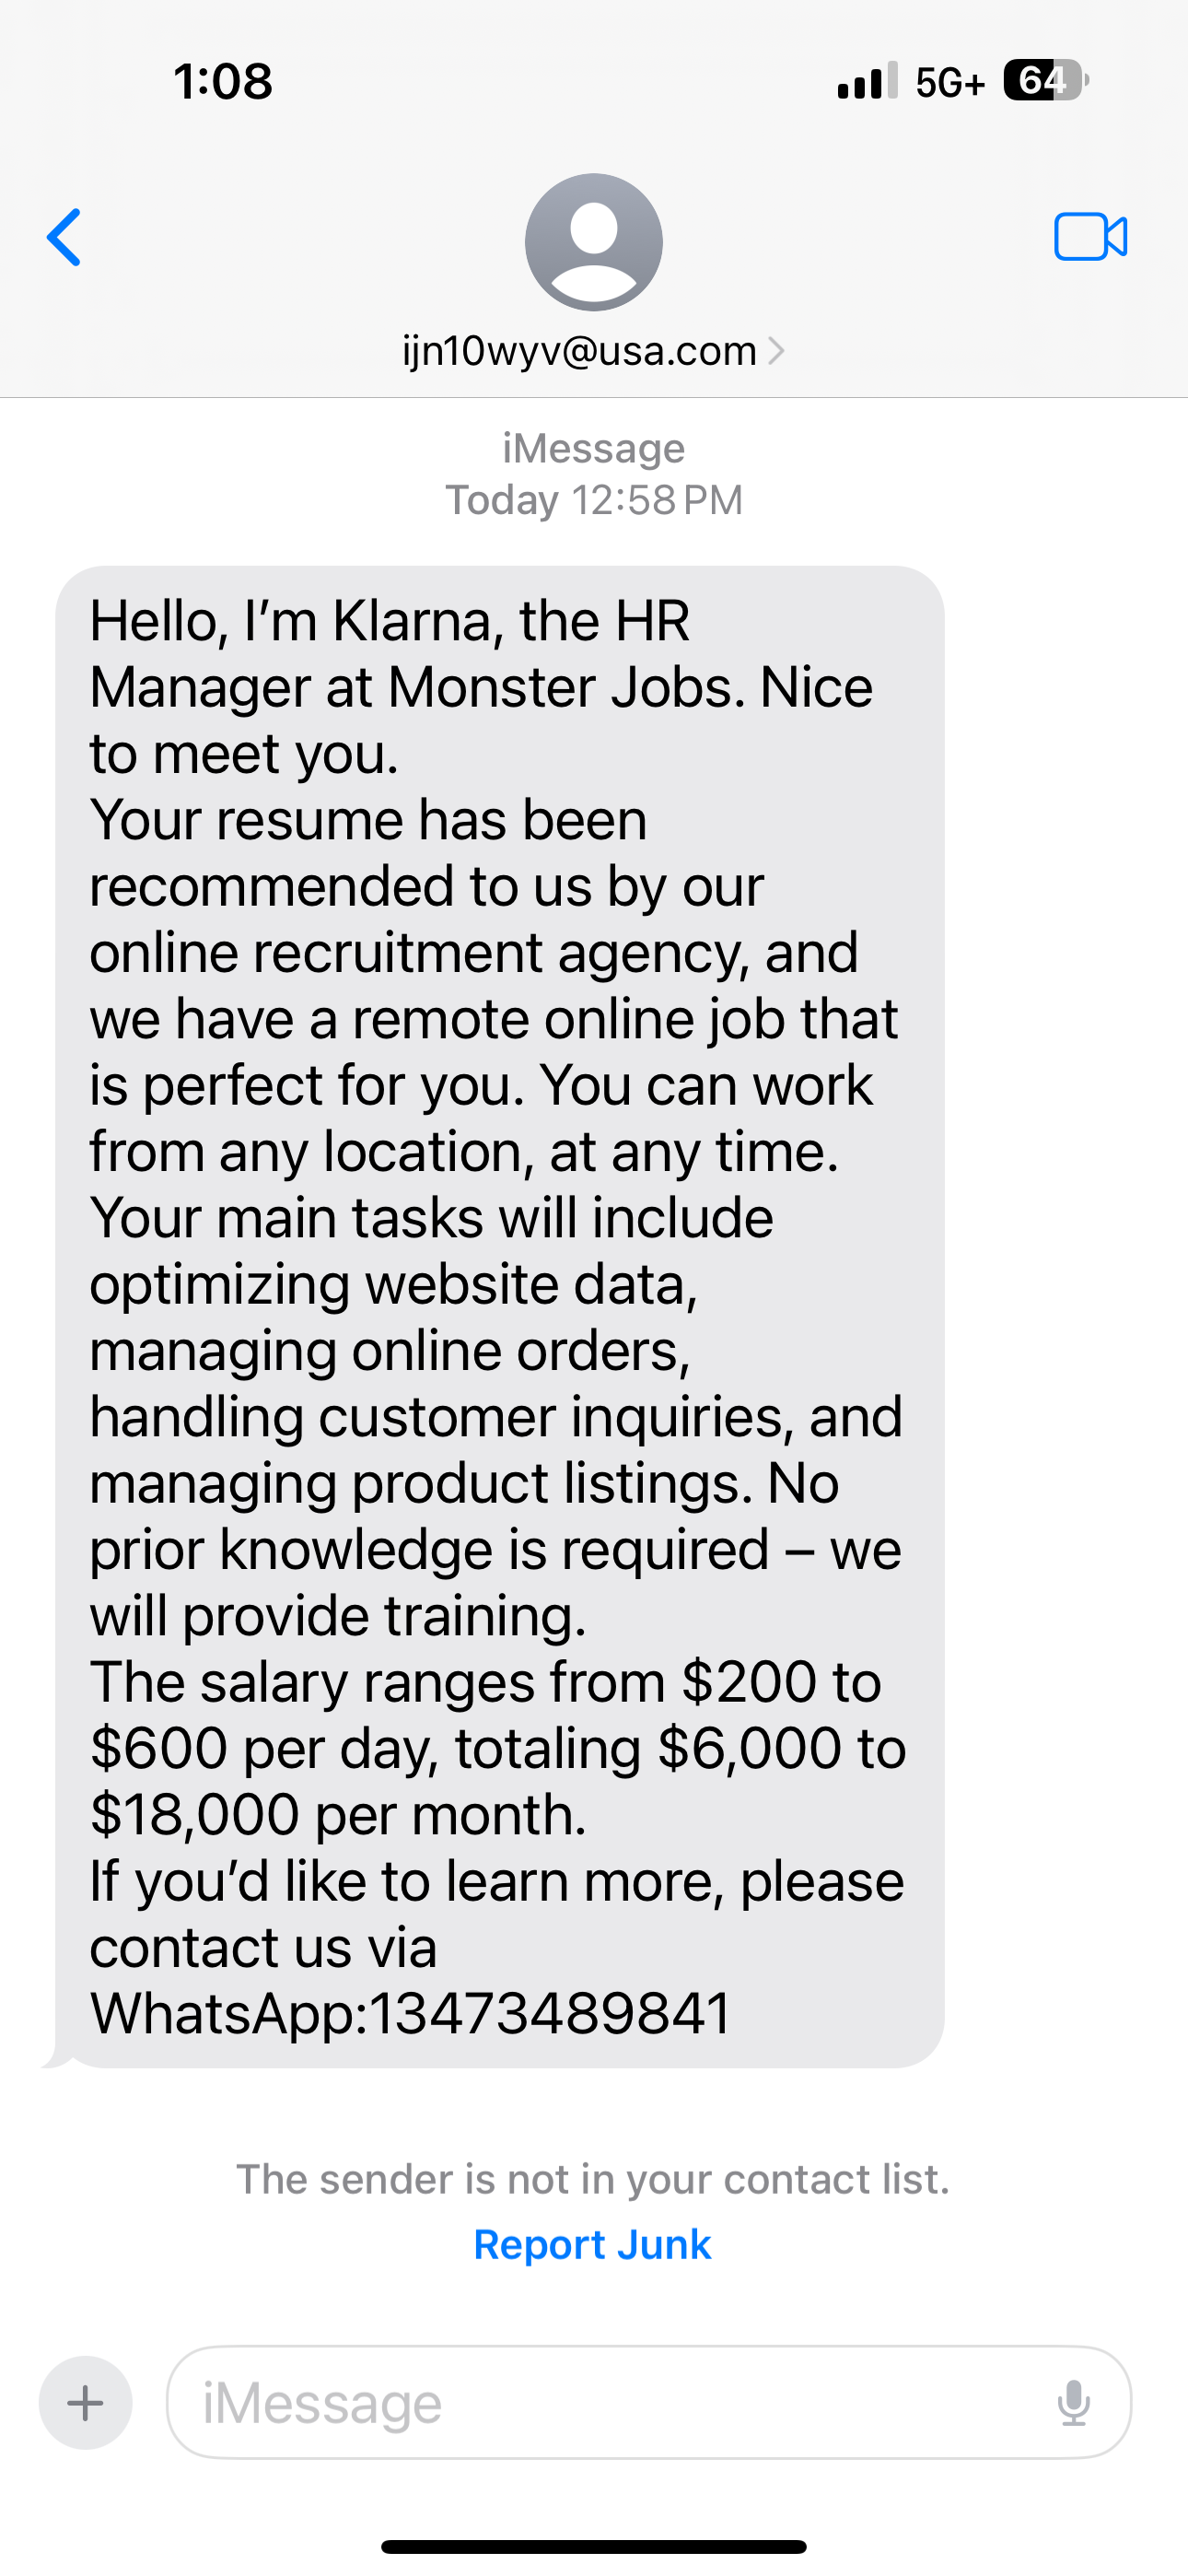 1:08
5G+ 64
ijn10wyv@usa.com
iMessage
Today 12:58 PM
Hello, I’m Klarna, the HR
Manager at Monster Jobs. Nice
to meet you.
Your resume has been
recommended to us by our
online recruitment agency, and
we have a remote online job that
is perfect for you. You can work
from any location, at any time.
Your main tasks will include
optimizing website data,
managing online orders,
handling customer inquiries, and
managing product listings. No
prior knowledge is required – we
will provide training.
The salary ranges from $200 to
$600 per day, totaling $6,000 to
$18,000 per month.
If you’d like to learn more, please
contact us via
WhatsApp:13473489841
The sender is not in your contact list.
Report Junk
iMessage